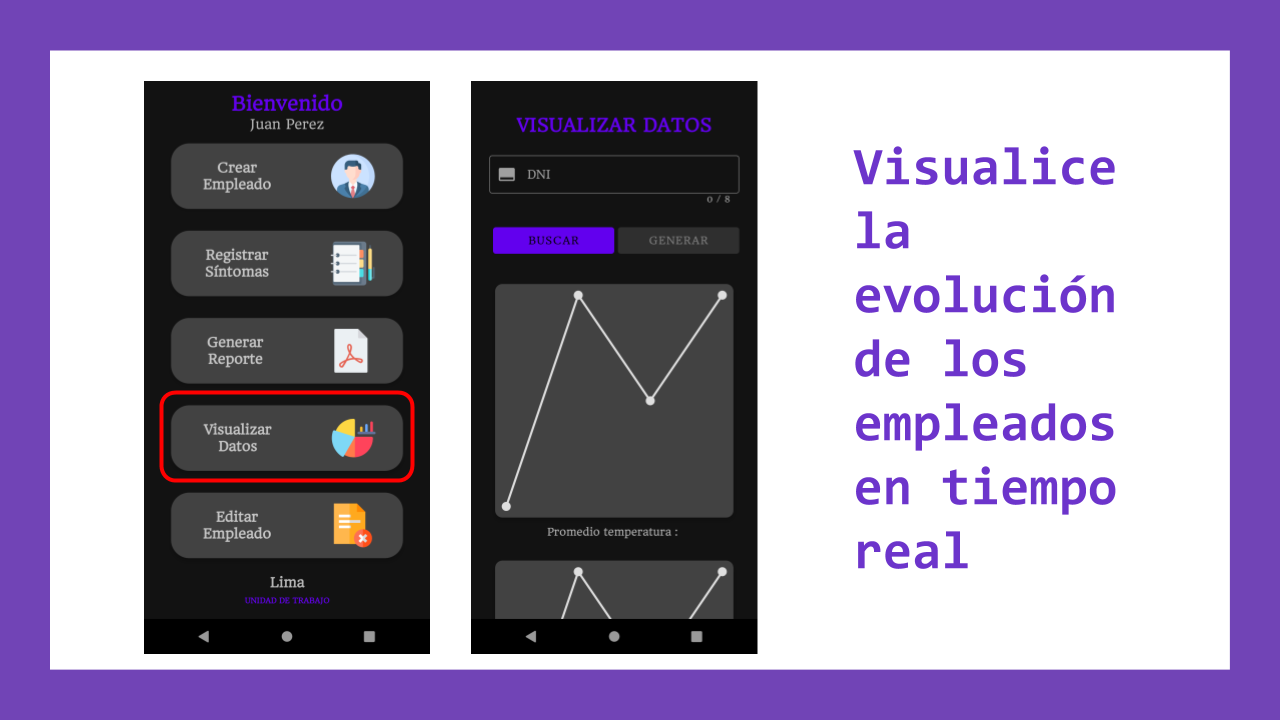 Bienvenido
Juan Perez
Crear
Empleado
Registrar
Síntomas
Generar
Reporte
Visualizar
Datos
Editar
Empleado
Lima
UNIDAD DE TRABAJO
VISUALIZAR DATOS
DNI
0 / 8
BUSCAR
GENERAR
Promedio temperatura :
Visualice
la
evolución
de los
empleados
en tiempo
real